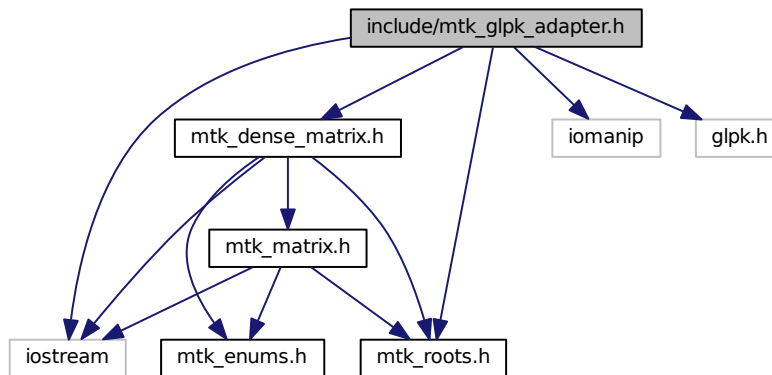 include/mtk_glpk_adapter.h
mtk_dense_matrix.h
iomanip
glpk.h
mtk_matrix.h
iostream
mtk_enums.h
mtk_roots.h